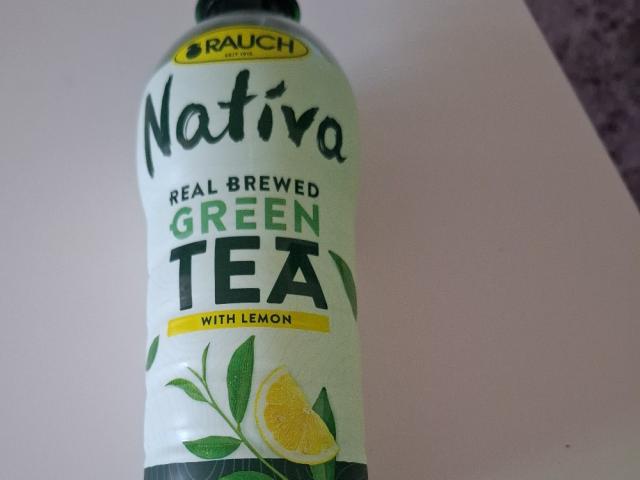 RAUCH
SEIT 1919
Nativa
REAL BREWED
GREEN
TEA
WITH LEMON